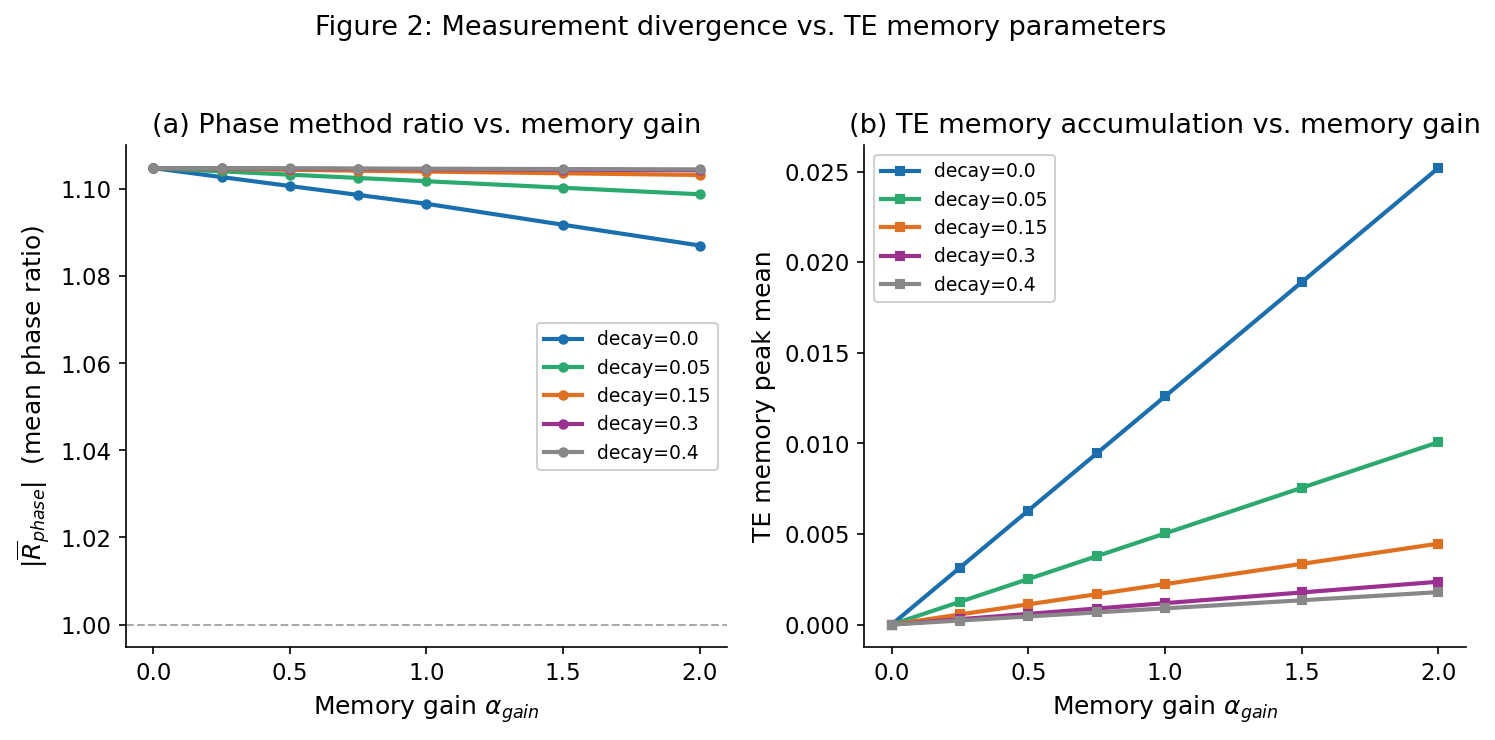 Figure 2: Measurement divergence vs. TE memory parameters
(a) Phase method ratio vs. memory gain
|R̅_phase| (mean phase ratio)
1.10
1.08
1.06
1.04
1.02
1.00
decay=0.0
decay=0.05
decay=0.15
decay=0.3
decay=0.4
0.0 0.5 1.0 1.5 2.0
Memory gain α_gain
(b) TE memory accumulation vs. memory gain
TE memory peak mean
0.025
0.020
0.015
0.010
0.005
0.000
decay=0.0
decay=0.05
decay=0.15
decay=0.3
decay=0.4
0.0 0.5 1.0 1.5 2.0
Memory gain α_gain